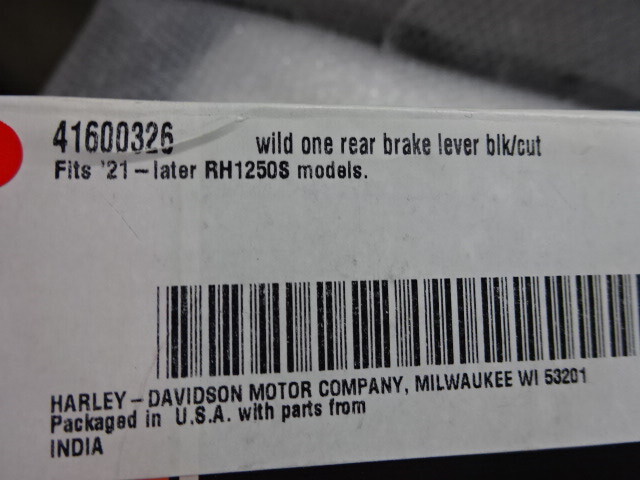 41600326 wild one rear brake lever blk/cut
Fits '21-later RH1250S models.
HARLEY-DAVIDSON MOTOR COMPANY, MILWAUKEE WI 53201
Packaged in U.S.A. with parts from
INDIA